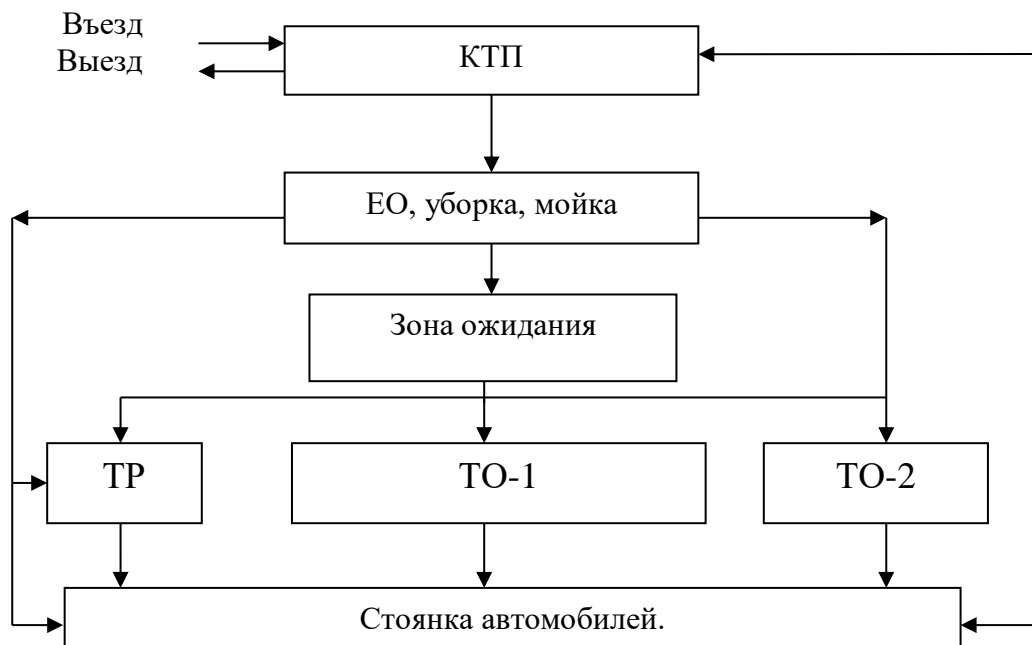 Въезд
Выезд
КТП
ЕО, уборка, мойка
Зона ожидания
ТР
ТО-1
ТО-2
Стоянка автомобилей.